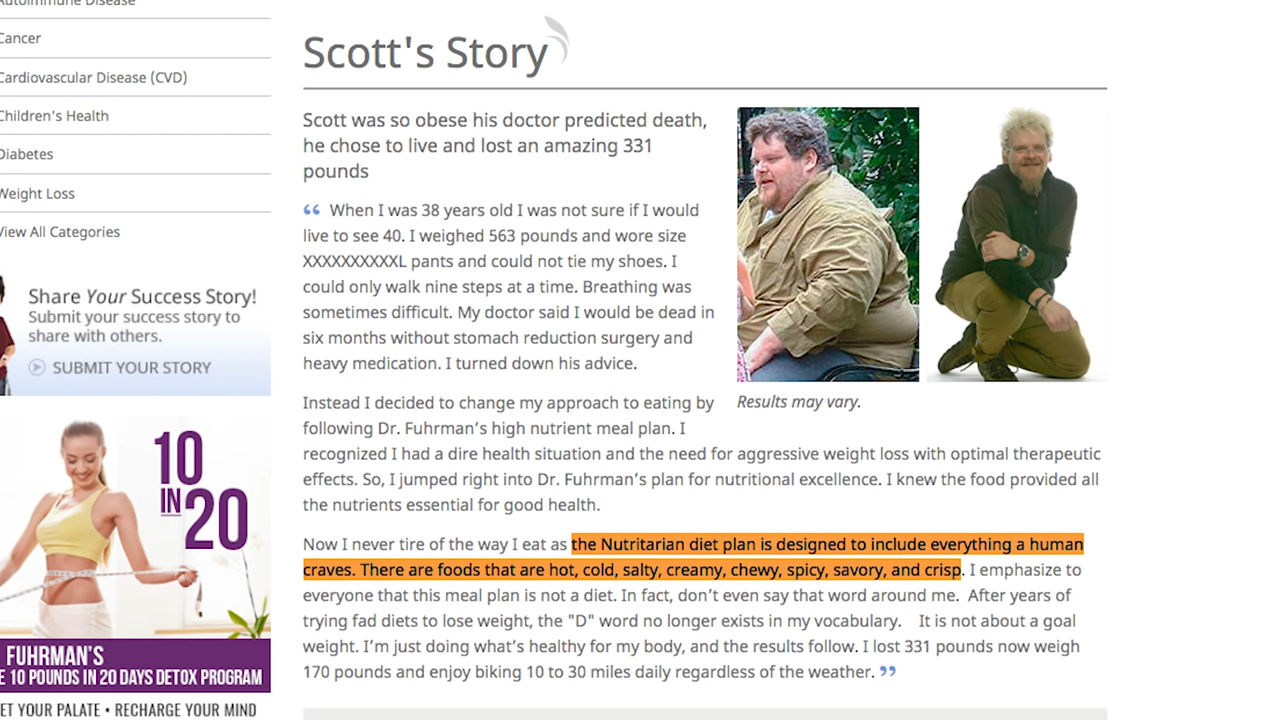 Autoimmune Disease
Cancer
Cardiovascular Disease (CVD)
Children's Health
Diabetes
Weight Loss
View All Categories
Share Your Success Story!
Submit your success story to
share with others.
SUBMIT YOUR STORY
10
IN
20
FUHRMAN'S
10 POUNDS IN 20 DAYS DETOX PROGRAM
YOUR PALATE • RECHARGE YOUR MIND
Scott's Story
Scott was so obese his doctor predicted death,
he chose to live and lost an amazing 331
pounds
“ When I was 38 years old I was not sure if I would
live to see 40. I weighed 563 pounds and wore size
XXXXXXXXXXL pants and could not tie my shoes. I
could only walk nine steps at a time. Breathing was
sometimes difficult. My doctor said I would be dead in
six months without stomach reduction surgery and
heavy medication. I turned down his advice.
Results may vary.
Instead I decided to change my approach to eating by
following Dr. Fuhrman’s high nutrient meal plan. I
recognized I had a dire health situation and the need for aggressive weight loss with optimal therapeutic
effects. So, I jumped right into Dr. Fuhrman’s plan for nutritional excellence. I knew the food provided all
the nutrients essential for good health.
Now I never tire of the way I eat as the Nutritarian diet plan is designed to include everything a human
craves. There are foods that are hot, cold, salty, creamy, chewy, spicy, savory, and crisp. I emphasize to
everyone that this meal plan is not a diet. In fact, don’t even say that word around me. After years of
trying fad diets to lose weight, the "D" word no longer exists in my vocabulary. It is not about a goal
weight. I’m just doing what’s healthy for my body, and the results follow. I lost 331 pounds now weigh
170 pounds and enjoy biking 10 to 30 miles daily regardless of the weather. ”